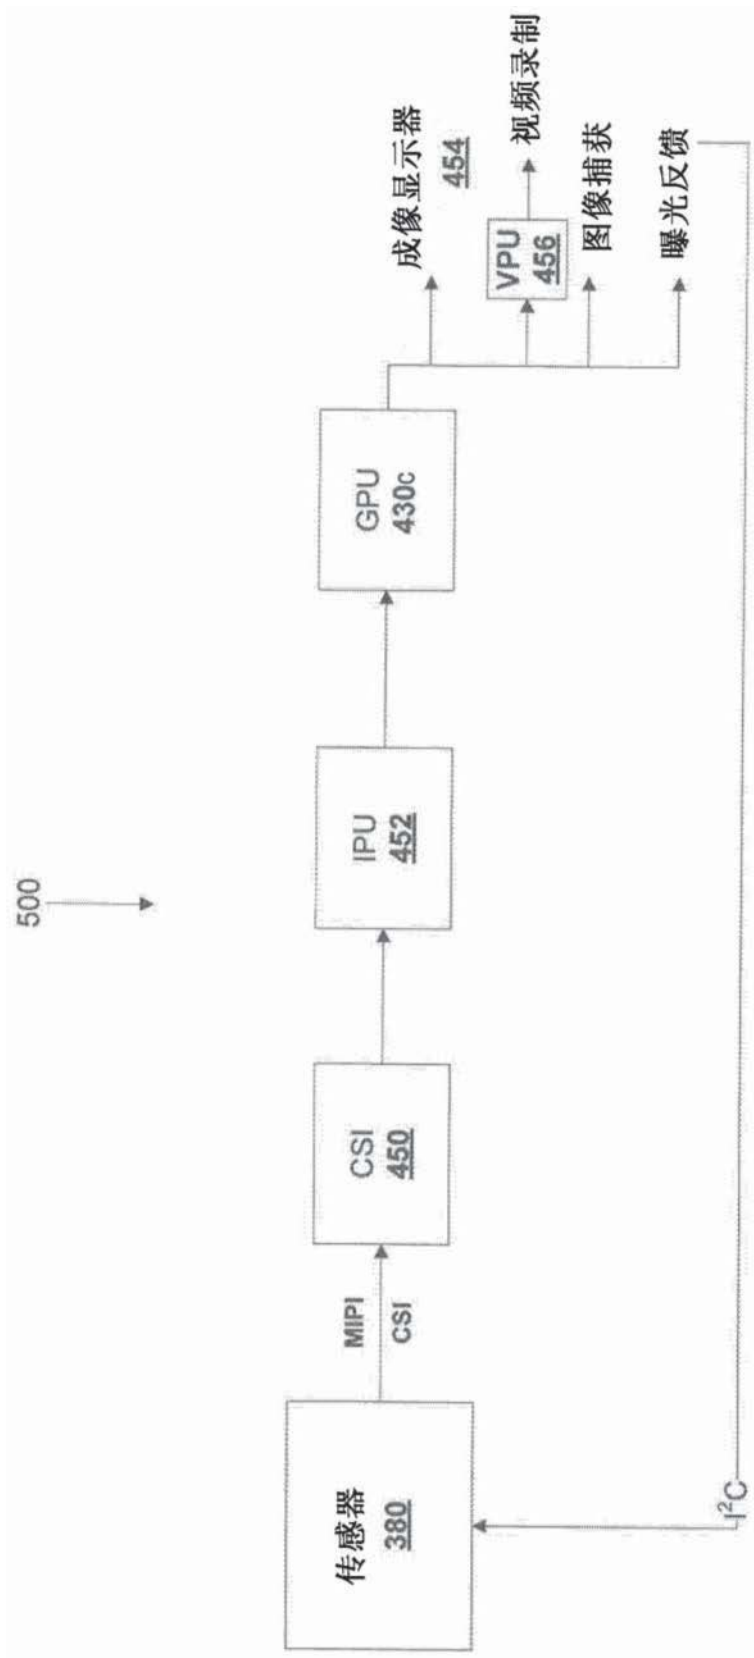 500
传感器
380
MIPI
CSI
CSI
450
IPU
452
GPU
430c
成像显示器
454
VPU
456
视频录制
图像捕获
曝光反馈
I²C